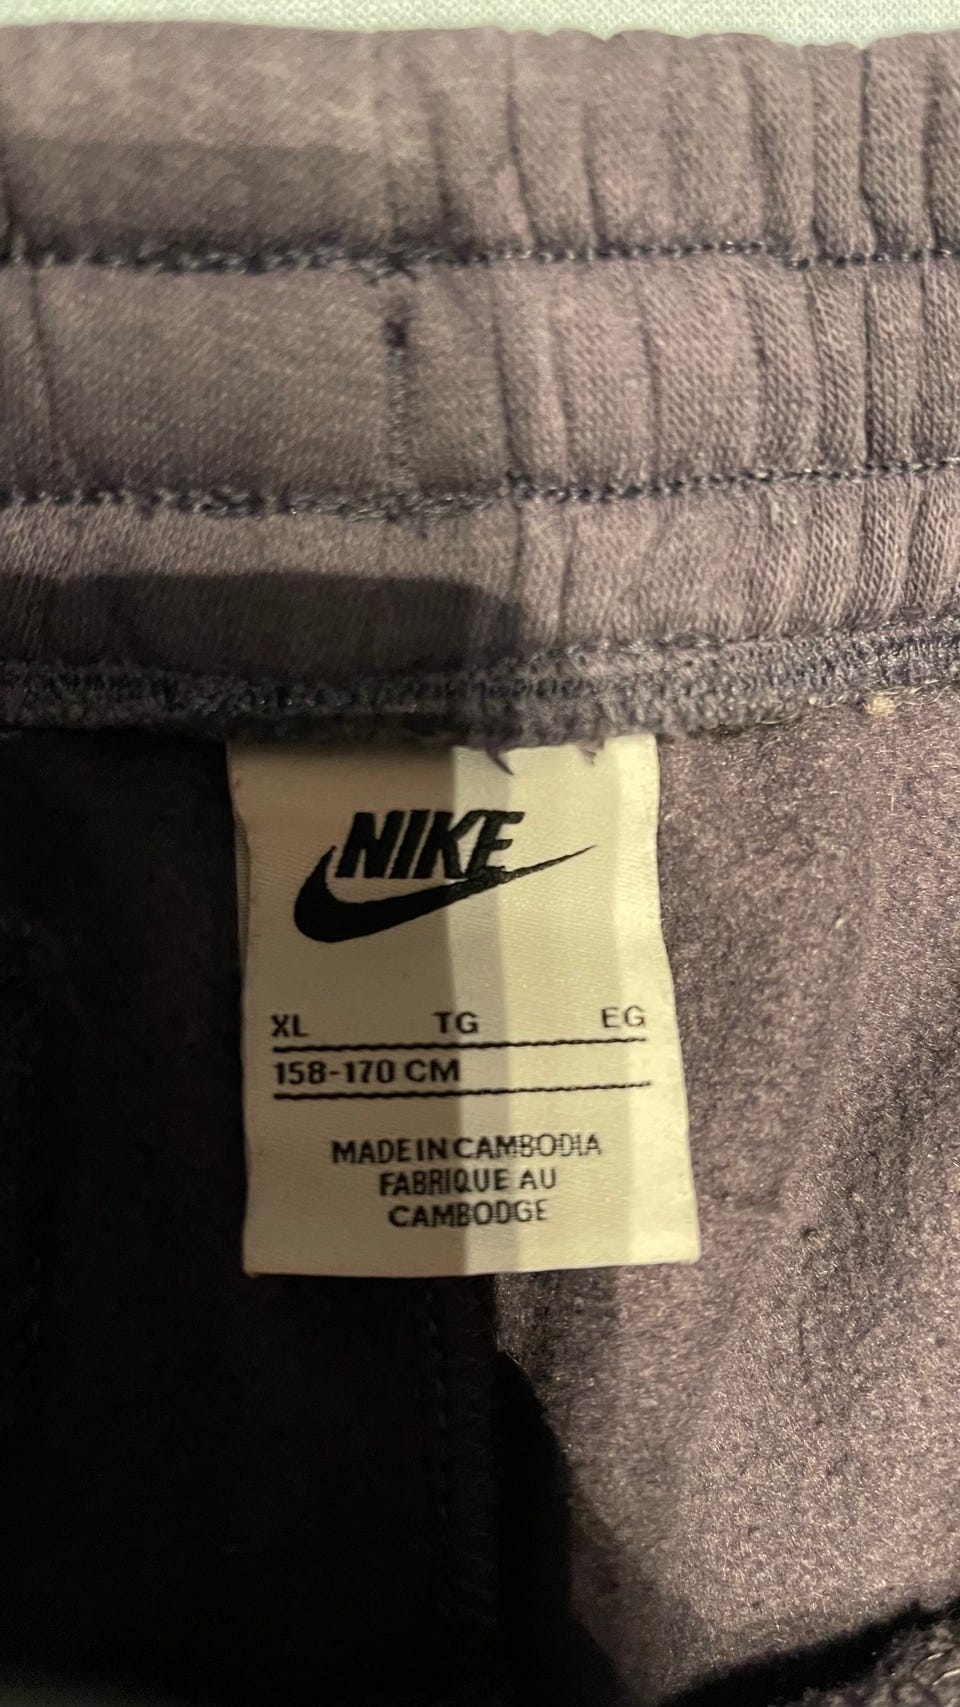 NIKE
XL TG EG
158-170 CM
MADE IN CAMBODIA
FABRIQUE AU
CAMBODGE